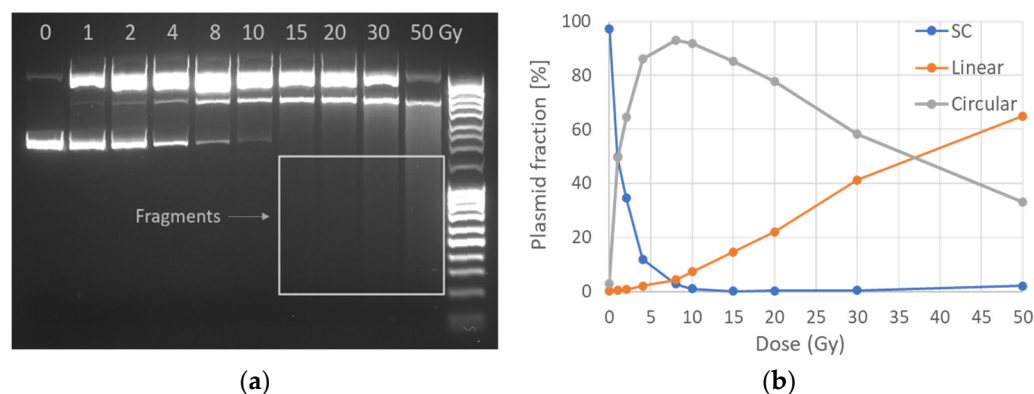 0 1 2 4 8 10 15 20 30 50 Gy
Fragments
(a)
Plasmid fraction [%]
100
80
60
40
20
0
SC
Linear
Circular
0 5 10 15 20 25 30 35 40 45 50
Dose (Gy)
(b)